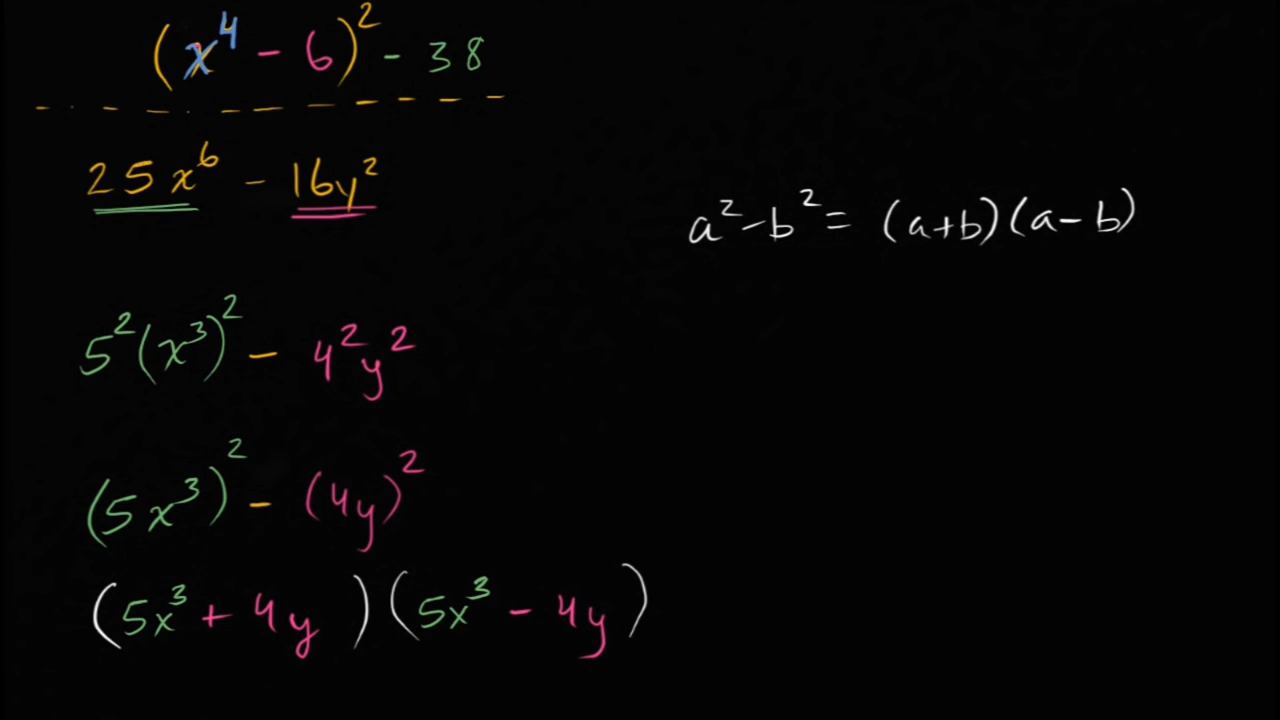 (x⁴ - 6)² - 38
25x⁶ - 16y²
a² - b² = (a+b)(a-b)
5²(x³)² - 4²y²
(5x³)² - (4y)²
(5x³ + 4y)(5x³ - 4y)